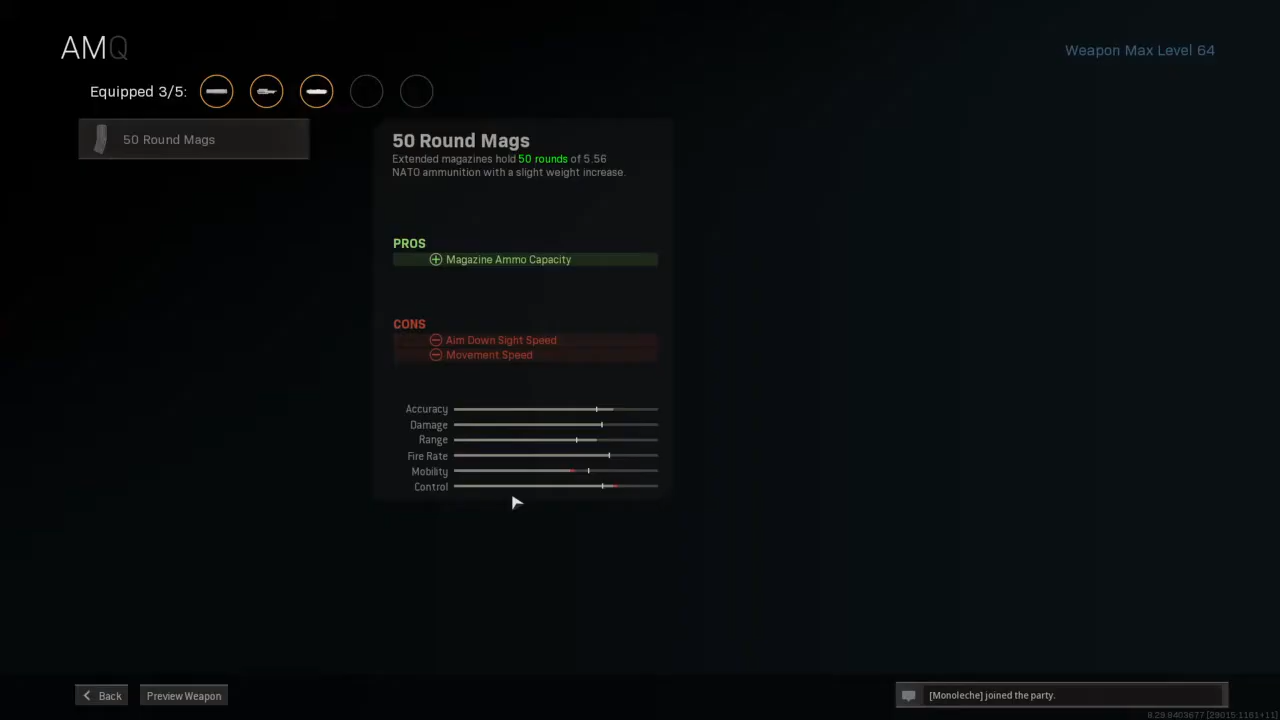 AMQ
Weapon Max Level 64
Equipped 3/5:
50 Round Mags
50 Round Mags
Extended magazines hold 50 rounds of 5.56
NATO ammunition with a slight weight increase.
PROS
Magazine Ammo Capacity
CONS
Aim Down Sight Speed
Movement Speed
Accuracy
Damage
Range
Fire Rate
Mobility
Control
Back
Preview Weapon
[Monoleche] joined the party.